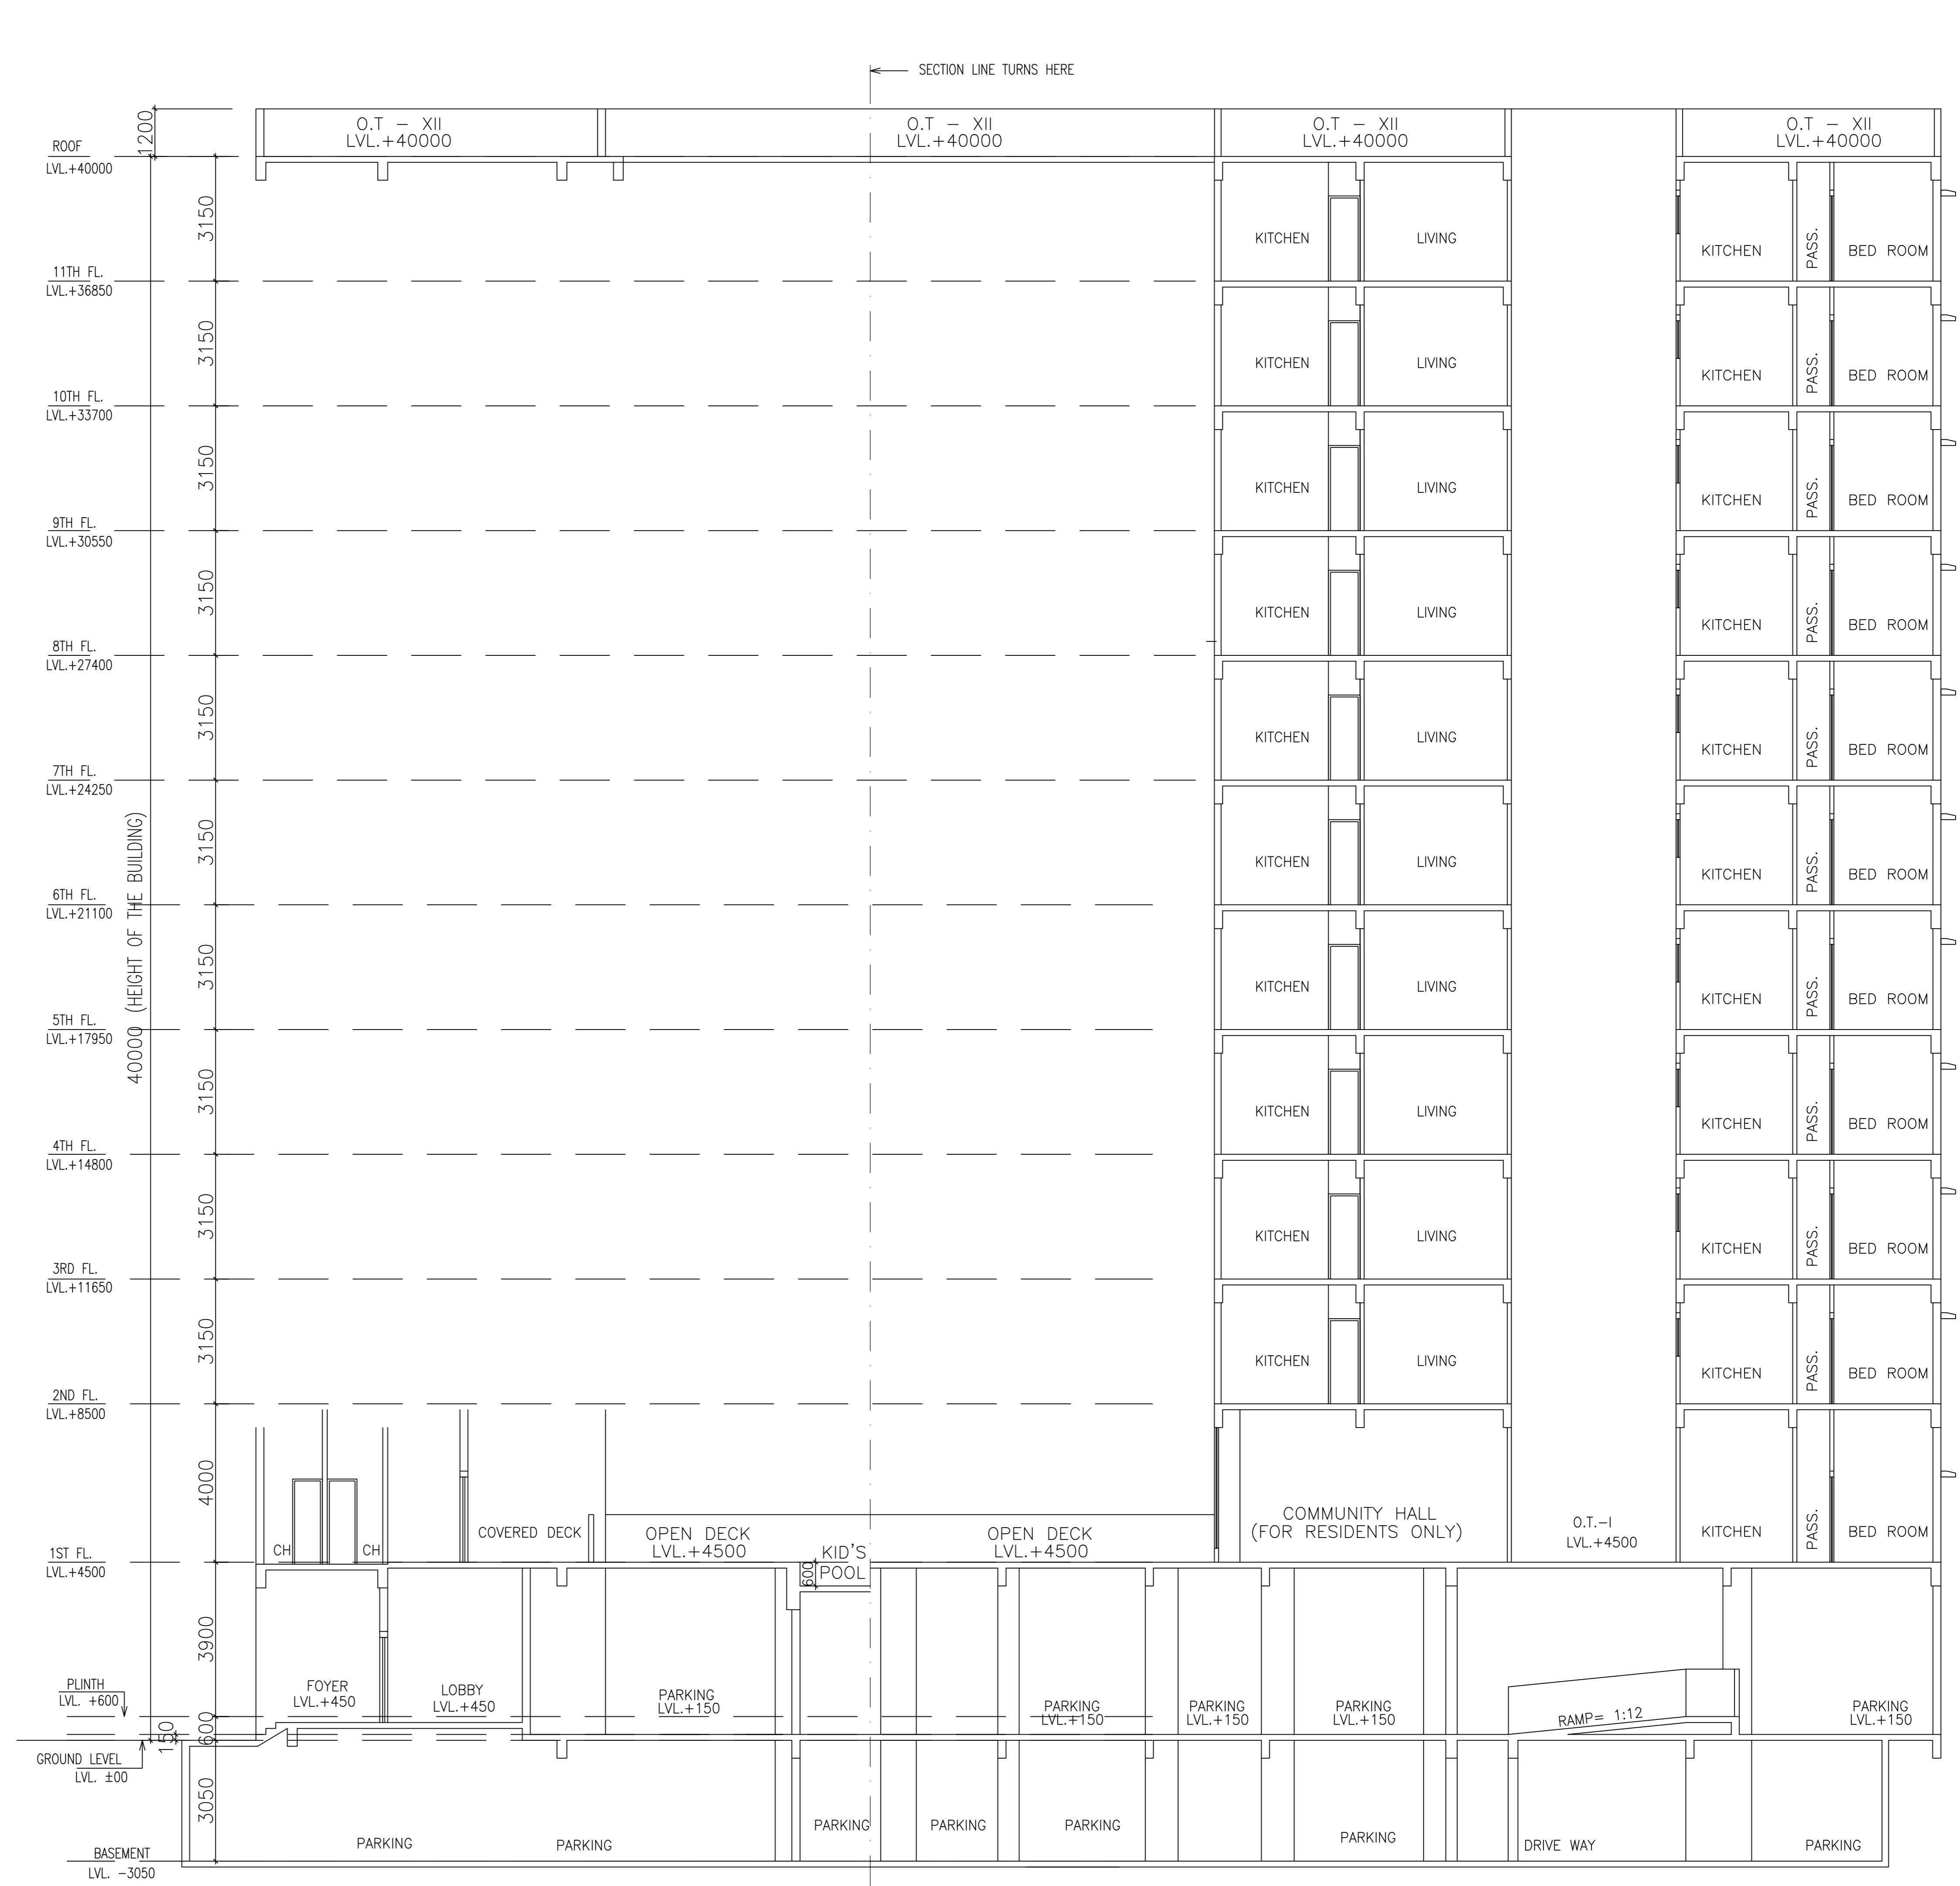 SECTION LINE TURNS HERE
1200
O.T – XII
LVL.+40000
O.T – XII
LVL.+40000
O.T – XII
LVL.+40000
O.T – XII
LVL.+40000
ROOF
LVL.+40000
3150
KITCHEN
LIVING
KITCHEN
PASS.
BED ROOM
11TH FL.
LVL.+36850
3150
KITCHEN
LIVING
KITCHEN
PASS.
BED ROOM
10TH FL.
LVL.+33700
3150
KITCHEN
LIVING
KITCHEN
PASS.
BED ROOM
9TH FL.
LVL.+30550
3150
KITCHEN
LIVING
KITCHEN
PASS.
BED ROOM
8TH FL.
LVL.+27400
3150
KITCHEN
LIVING
KITCHEN
PASS.
BED ROOM
7TH FL.
LVL.+24250
3150
KITCHEN
LIVING
KITCHEN
PASS.
BED ROOM
40000 (HEIGHT OF THE BUILDING)
6TH FL.
LVL.+21100
3150
KITCHEN
LIVING
KITCHEN
PASS.
BED ROOM
5TH FL.
LVL.+17950
3150
KITCHEN
LIVING
KITCHEN
PASS.
BED ROOM
4TH FL.
LVL.+14800
3150
KITCHEN
LIVING
KITCHEN
PASS.
BED ROOM
3RD FL.
LVL.+11650
3150
KITCHEN
LIVING
KITCHEN
PASS.
BED ROOM
2ND FL.
LVL.+8500
4000
CH
CH
COVERED DECK
OPEN DECK
LVL.+4500
KID'S
POOL
600
OPEN DECK
LVL.+4500
COMMUNITY HALL
(FOR RESIDENTS ONLY)
O.T.–I
LVL.+4500
KITCHEN
PASS.
BED ROOM
1ST FL.
LVL.+4500
3900
FOYER
LVL.+450
LOBBY
LVL.+450
PARKING
LVL.+150
PARKING
LVL.+150
PARKING
LVL.+150
PARKING
LVL.+150
RAMP= 1:12
PARKING
LVL.+150
PLINTH
LVL. +600
150
600
GROUND LEVEL
LVL. ±00
3050
PARKING
PARKING
PARKING
PARKING
PARKING
PARKING
DRIVE WAY
PARKING
BASEMENT
LVL. –3050